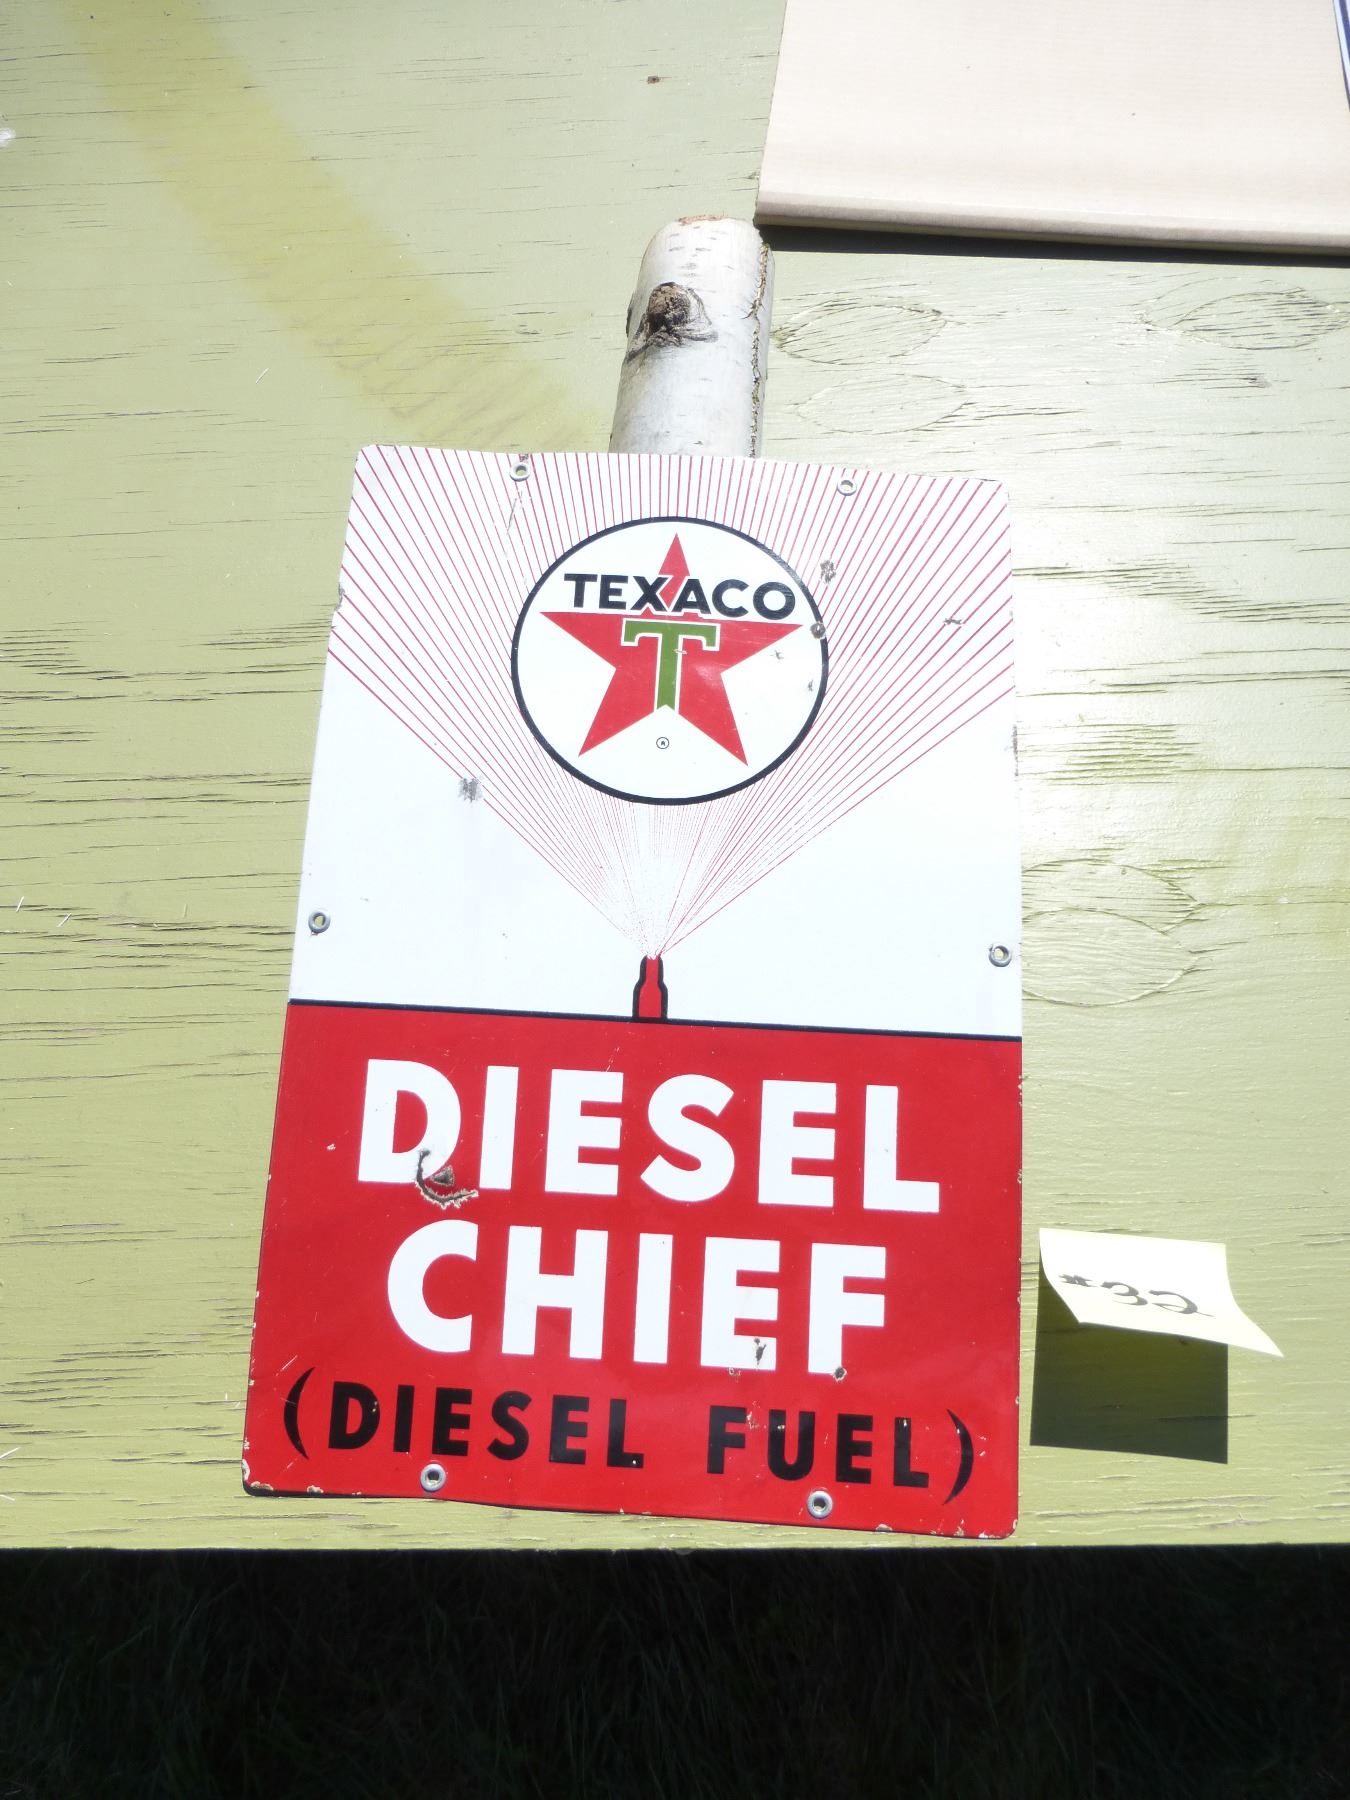 TEXACO
T
®
DIESEL
CHIEF
(DIESEL FUEL)
#32